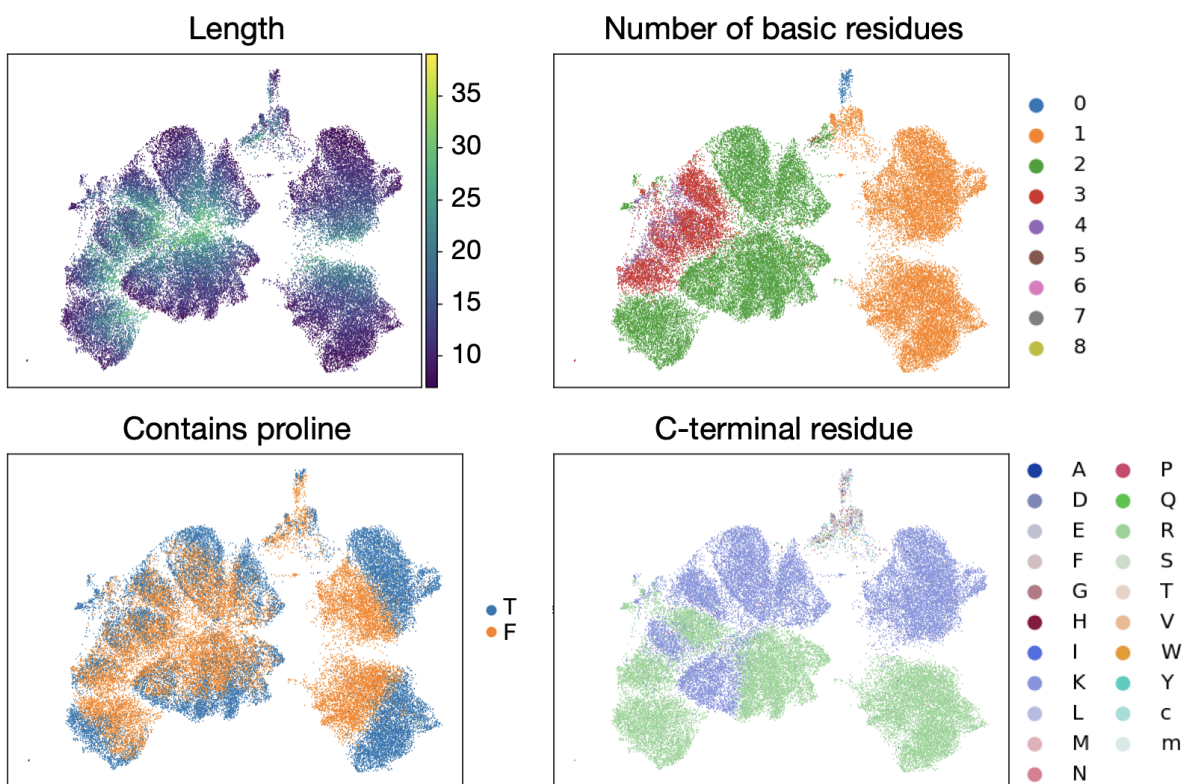 Length
35
30
25
20
15
10
Number of basic residues
0
1
2
3
4
5
6
7
8
Contains proline
T
F
C-terminal residue
A
D
E
F
G
H
I
K
L
M
N
P
Q
R
S
T
V
W
Y
c
m